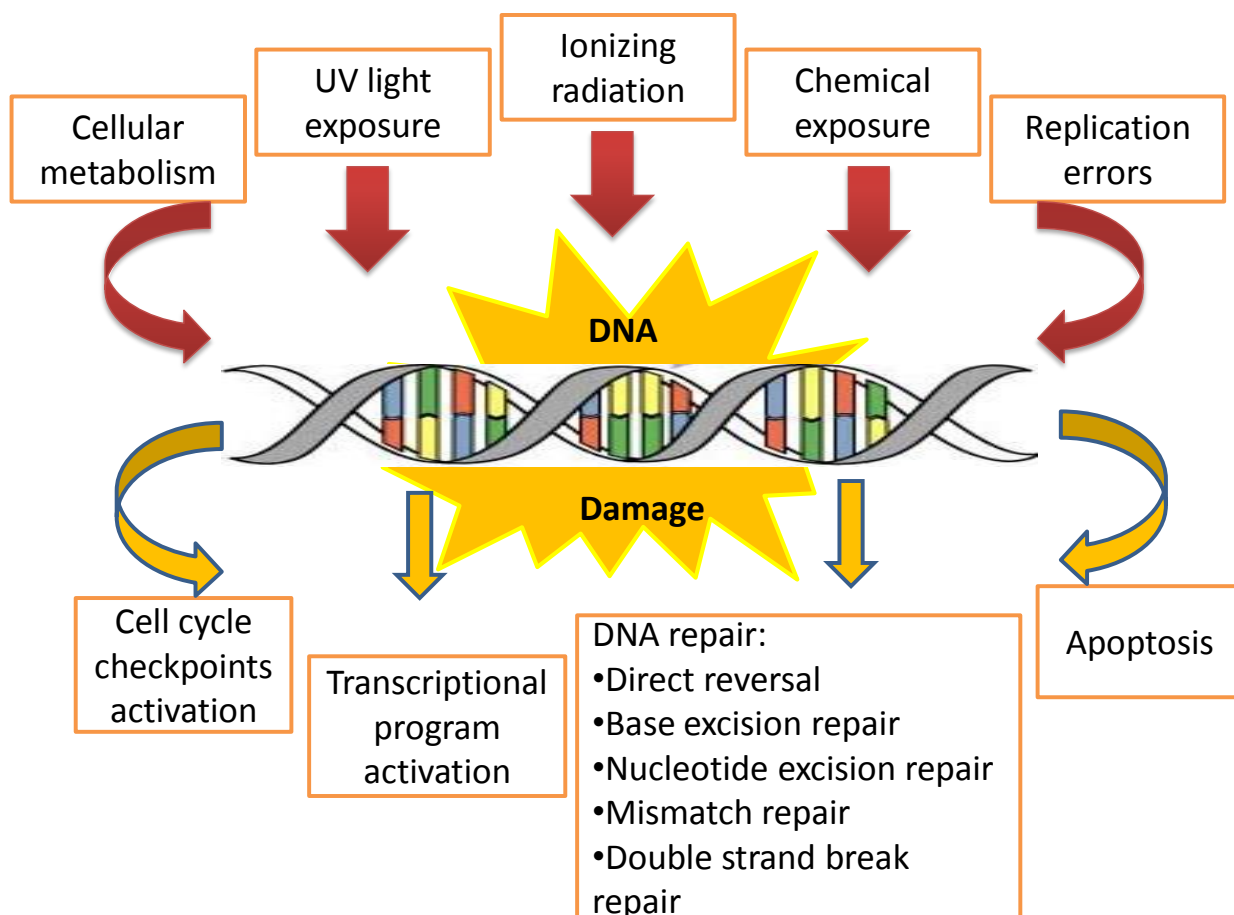 Ionizing
radiation
UV light
exposure
Chemical
exposure
Cellular
metabolism
Replication
errors
DNA
Damage
Cell cycle
checkpoints
activation
Transcriptional
program
activation
DNA repair:
•Direct reversal
•Base excision repair
•Nucleotide excision repair
•Mismatch repair
•Double strand break
repair
Apoptosis